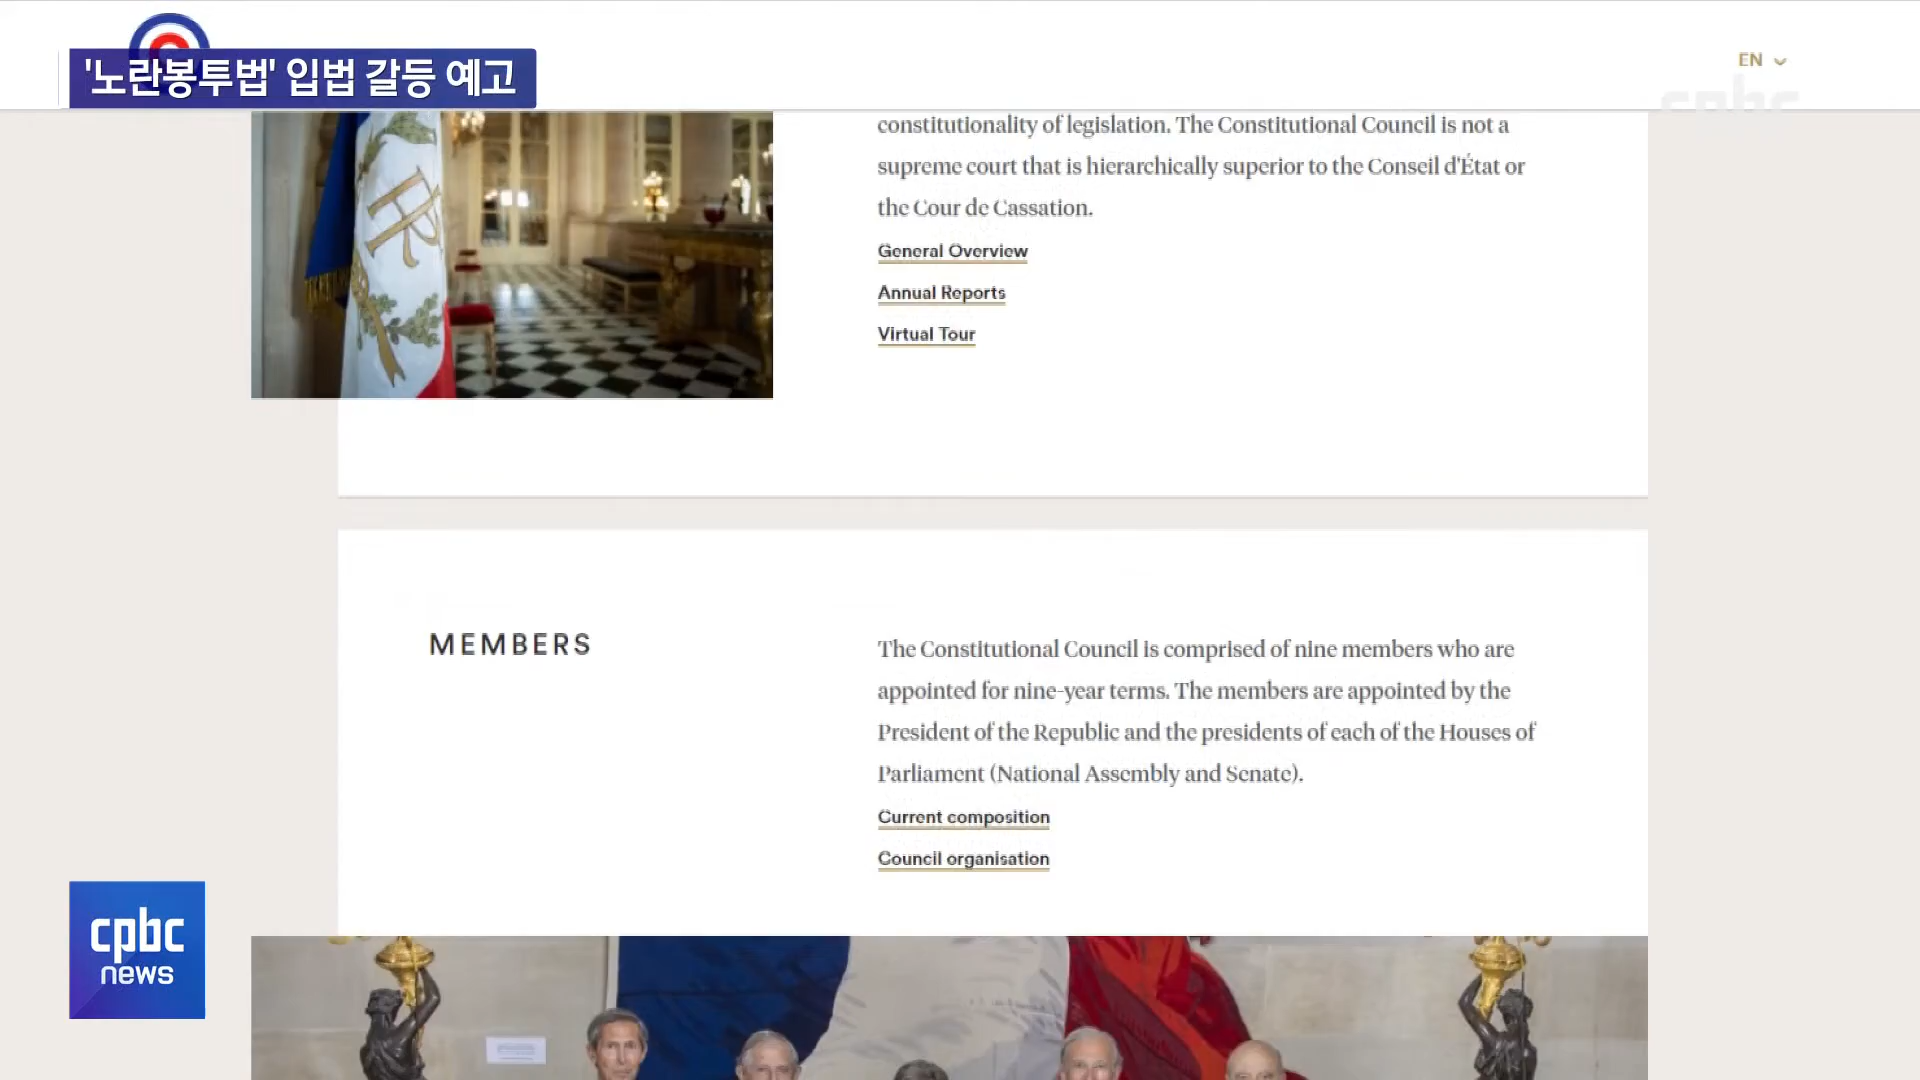 '노란봉투법' 입법 갈등 예고
EN
cpbc
constitutionality of legislation. The Constitutional Council is not a
supreme court that is hierarchically superior to the Conseil d'État or
the Cour de Cassation.
General Overview
Annual Reports
Virtual Tour
MEMBERS
The Constitutional Council is comprised of nine members who are
appointed for nine-year terms. The members are appointed by the
President of the Republic and the presidents of each of the Houses of
Parliament (National Assembly and Senate).
Current composition
Council organisation
cpbc
news